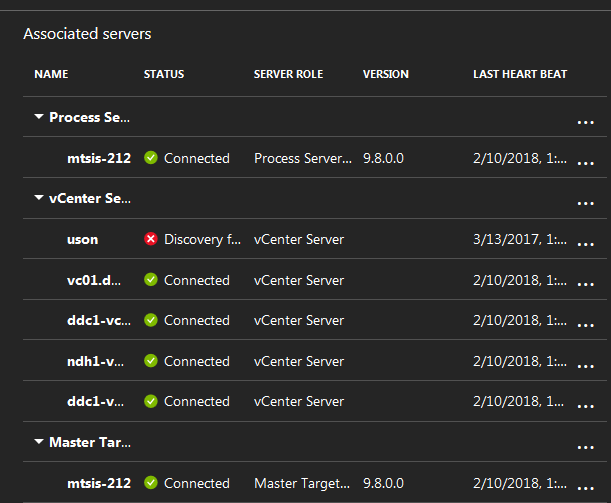 Associated servers
NAME STATUS SERVER ROLE VERSION LAST HEART BEAT
Process Se... ...
mtsis-212 Connected Process Server... 9.8.0.0 2/10/2018, 1:... ...
vCenter Se... ...
uson Discovery f... vCenter Server 3/13/2017, 1:... ...
vc01.d... Connected vCenter Server 2/10/2018, 1:... ...
ddc1-vc... Connected vCenter Server 2/10/2018, 1:... ...
ndh1-v... Connected vCenter Server 2/10/2018, 1:... ...
ddc1-v... Connected vCenter Server 2/10/2018, 1:... ...
Master Tar... ...
mtsis-212 Connected Master Target... 9.8.0.0 2/10/2018, 1:... ...